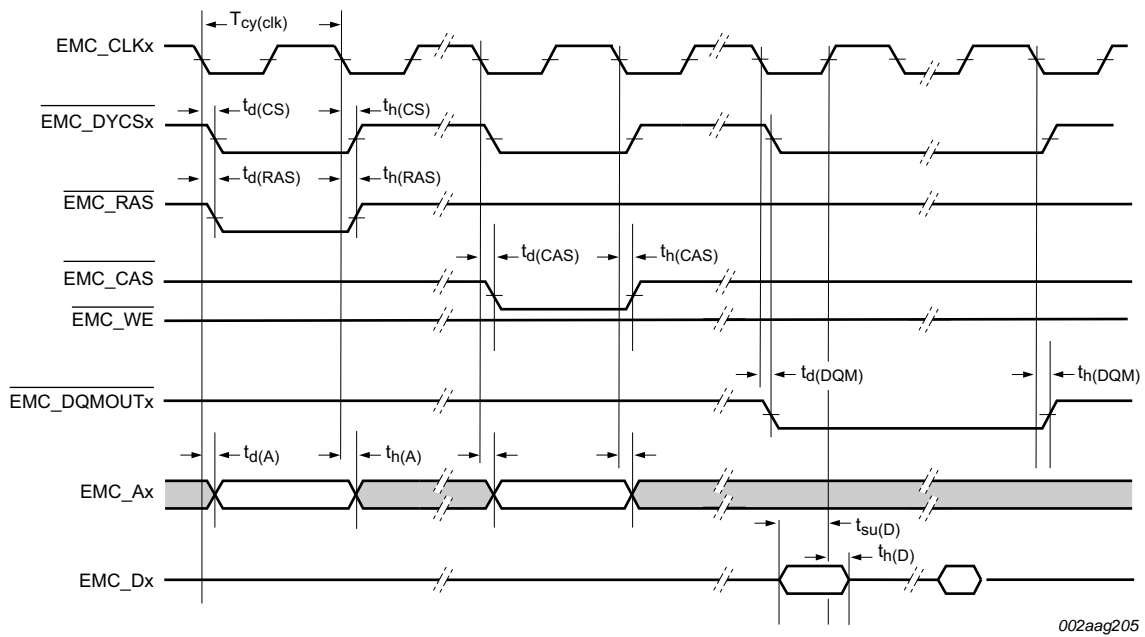 T_cy(clk)
EMC_CLKx
t_d(CS) t_h(CS)
EMC_DYCSx
t_d(RAS) t_h(RAS)
EMC_RAS
t_d(CAS) t_h(CAS)
EMC_CAS
EMC_WE
t_d(DQM) t_h(DQM)
EMC_DQMOUTx
t_d(A) t_h(A)
EMC_Ax
t_su(D)
t_h(D)
EMC_Dx
002aag205